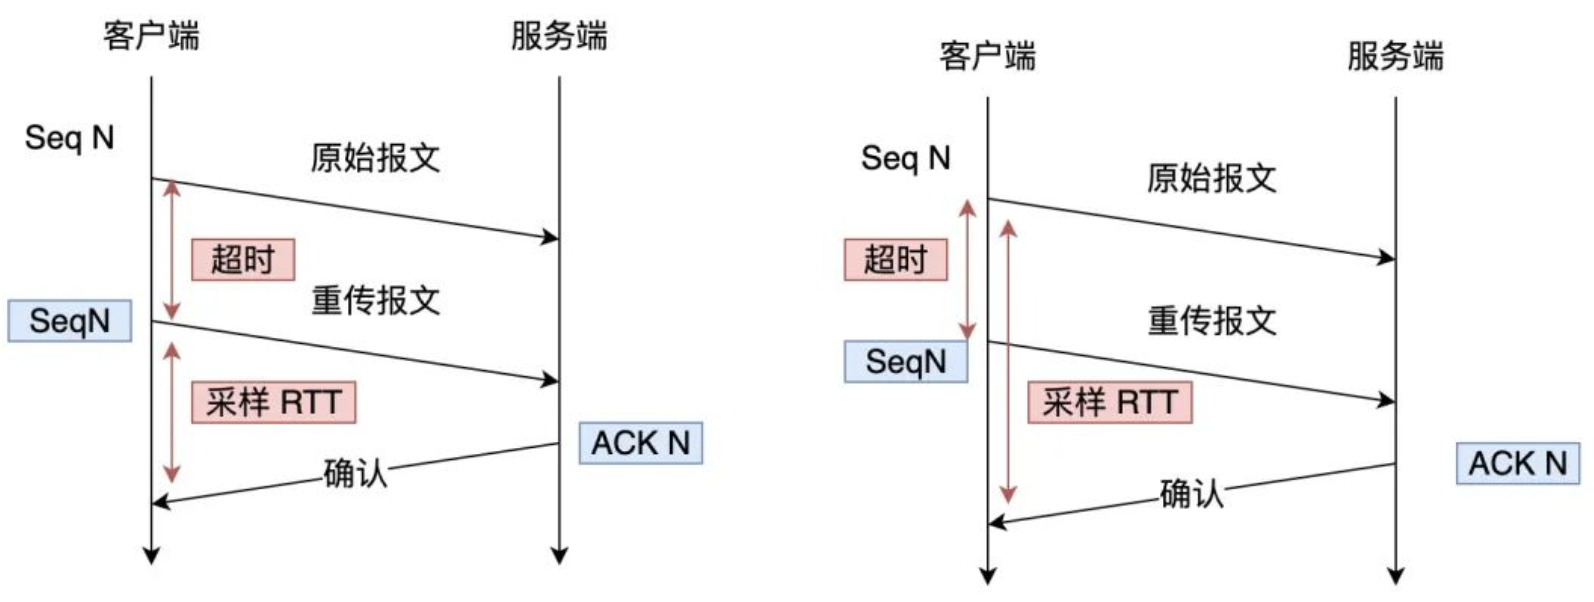 客户端
服务端
Seq N
原始报文
超时
重传报文
SeqN
采样 RTT
ACK N
确认
客户端
服务端
Seq N
原始报文
超时
重传报文
SeqN
采样 RTT
ACK N
确认